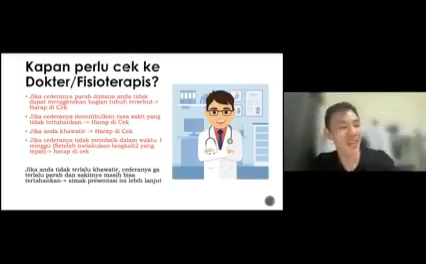 Kapan perlu cek ke
Dokter/Fisioterapis?
Jika cederanya parah dimana anda tidak
dapat menggerakan bagian tubuh tersebut->
Harap di Cek
Jika cederanya menimbulkan rasa sakit yang
tidak tertahankan -> Harap di Cek
Jika anda khawatir -> Harap di Cek
Jika cederanya tidak membaik dalam waktu 1
minggu (Setelah melakukan langkah2 yang
tepat)-> harap di cek
Jika anda tidak terlalu khawatir, cederanya ga
terlalu parah dan sakitnya masih bisa
tertahankan-> simak presentasi ini lebih lanjut